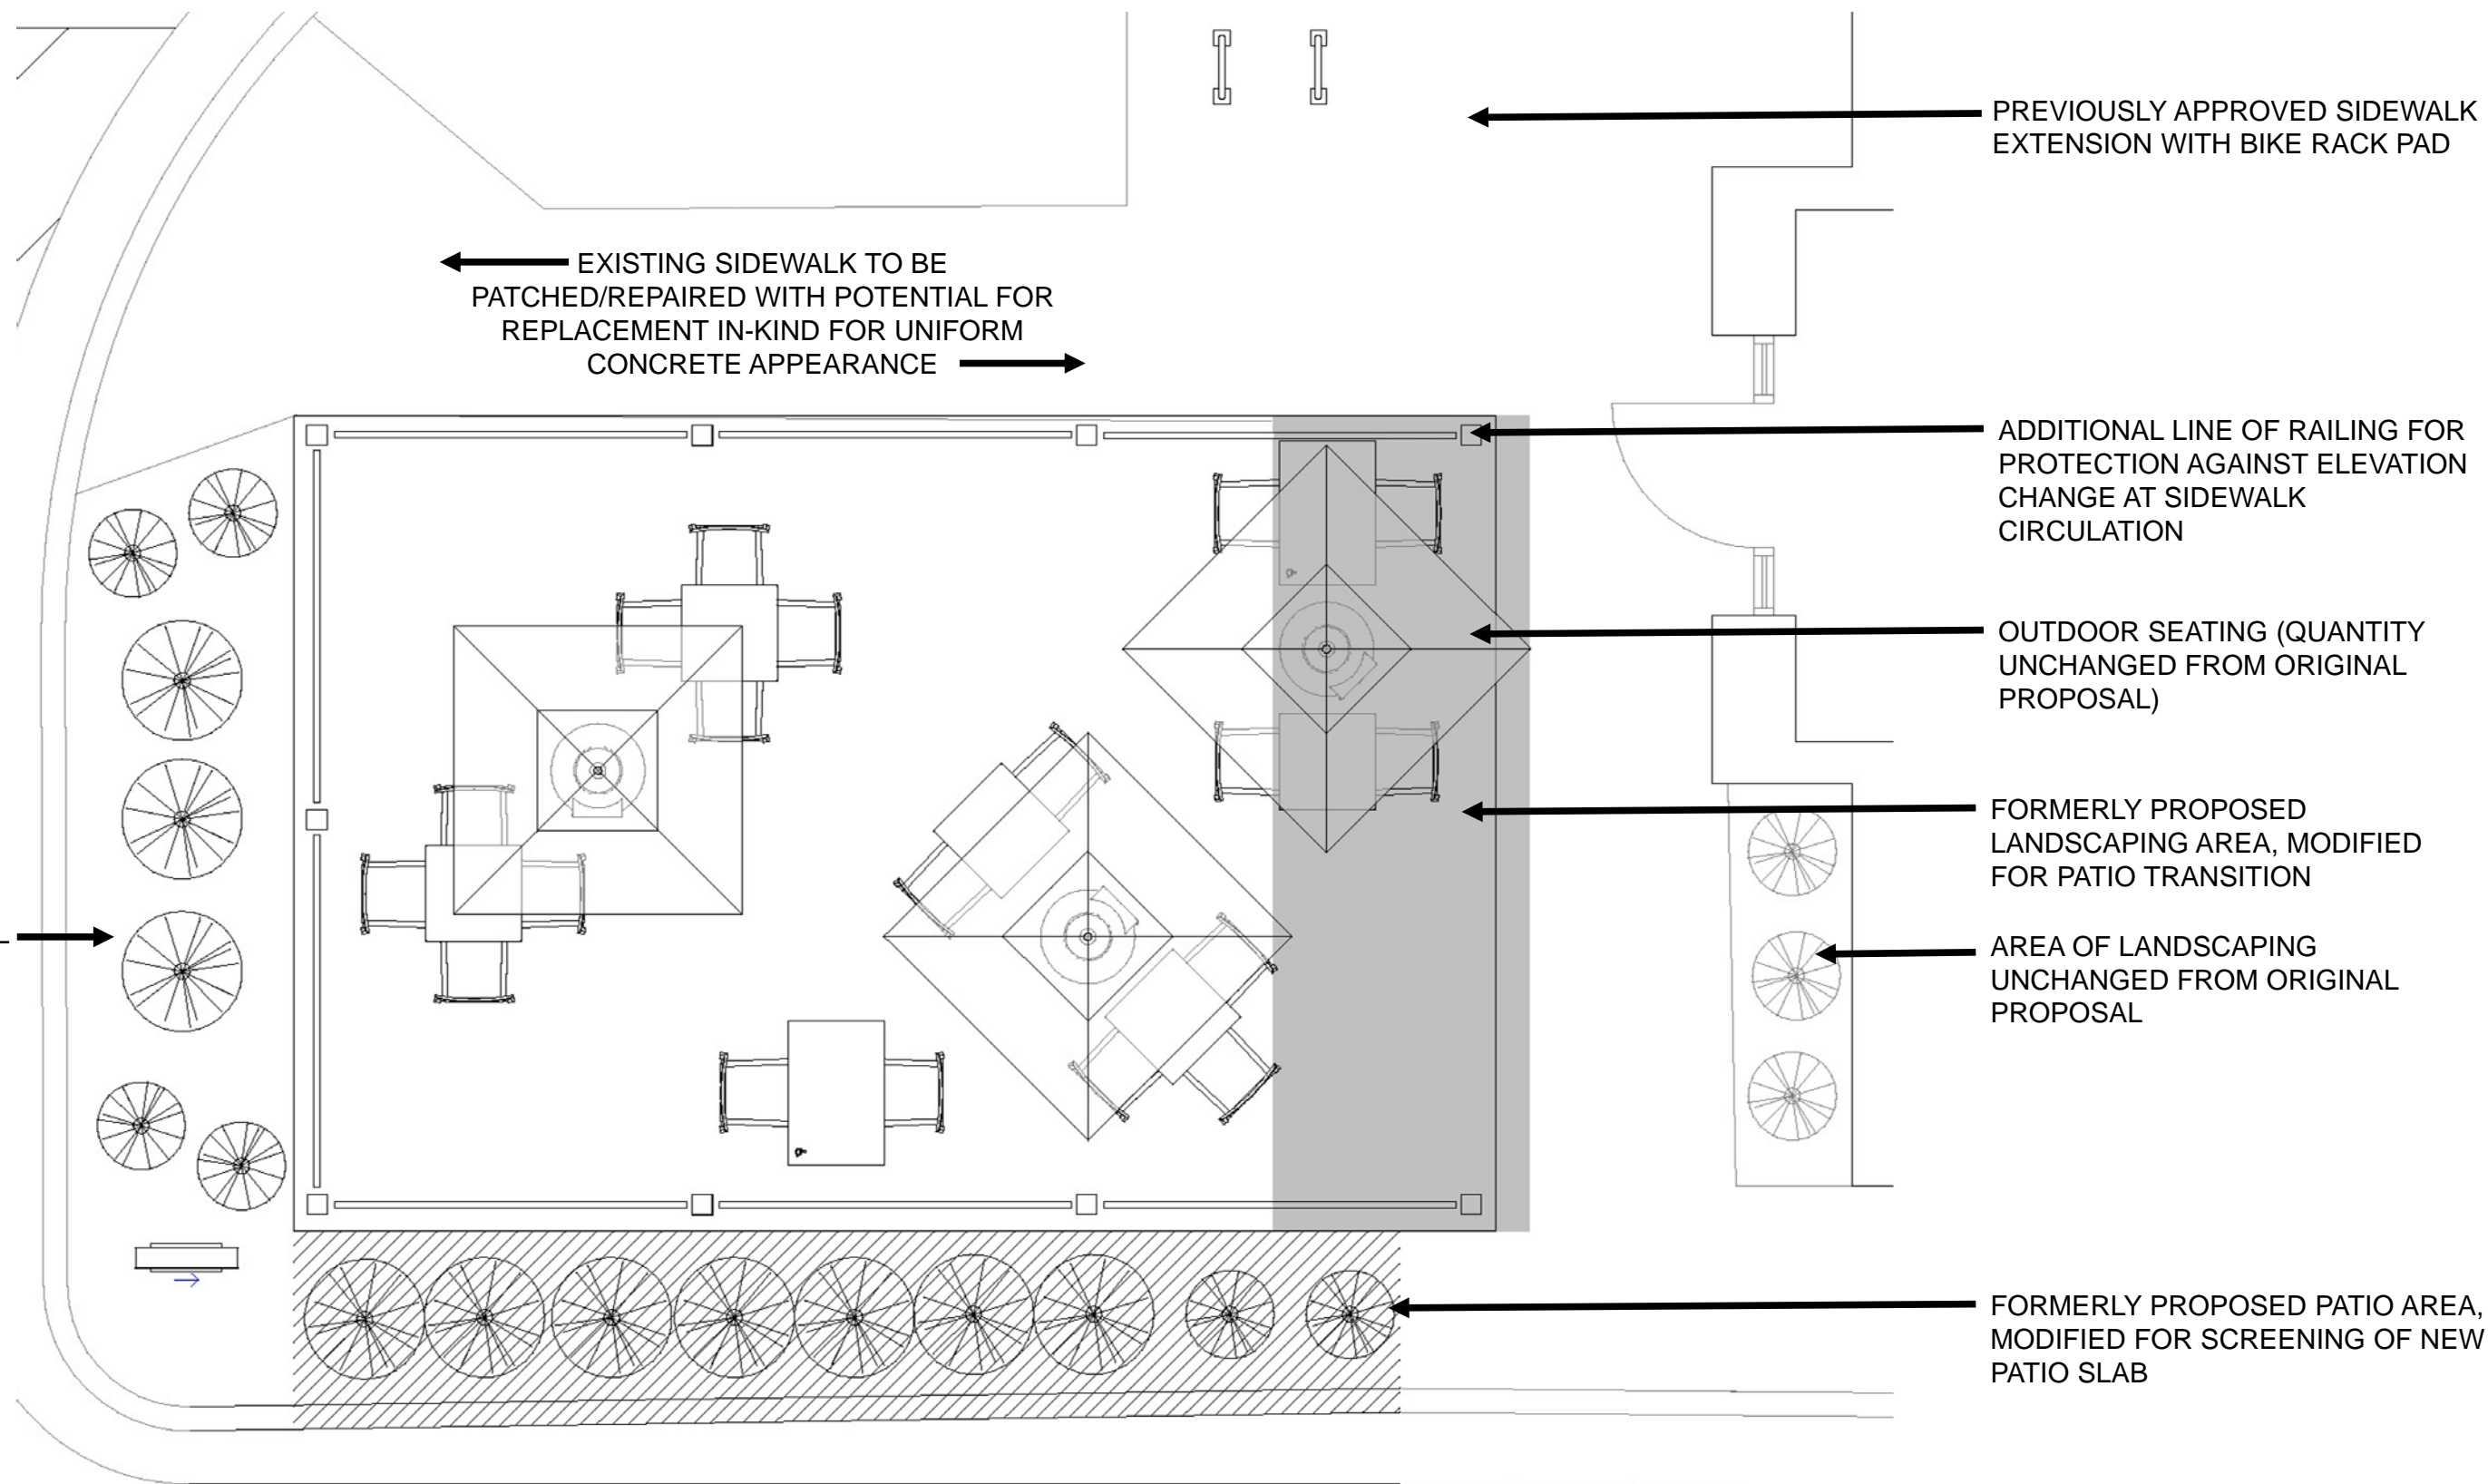 PREVIOUSLY APPROVED SIDEWALK
EXTENSION WITH BIKE RACK PAD
EXISTING SIDEWALK TO BE
PATCHED/REPAIRED WITH POTENTIAL FOR
REPLACEMENT IN-KIND FOR UNIFORM
CONCRETE APPEARANCE
ADDITIONAL LINE OF RAILING FOR
PROTECTION AGAINST ELEVATION
CHANGE AT SIDEWALK
CIRCULATION
OUTDOOR SEATING (QUANTITY
UNCHANGED FROM ORIGINAL
PROPOSAL)
FORMERLY PROPOSED
LANDSCAPING AREA, MODIFIED
FOR PATIO TRANSITION
AREA OF LANDSCAPING
UNCHANGED FROM ORIGINAL
PROPOSAL
FORMERLY PROPOSED PATIO AREA,
MODIFIED FOR SCREENING OF NEW
PATIO SLAB